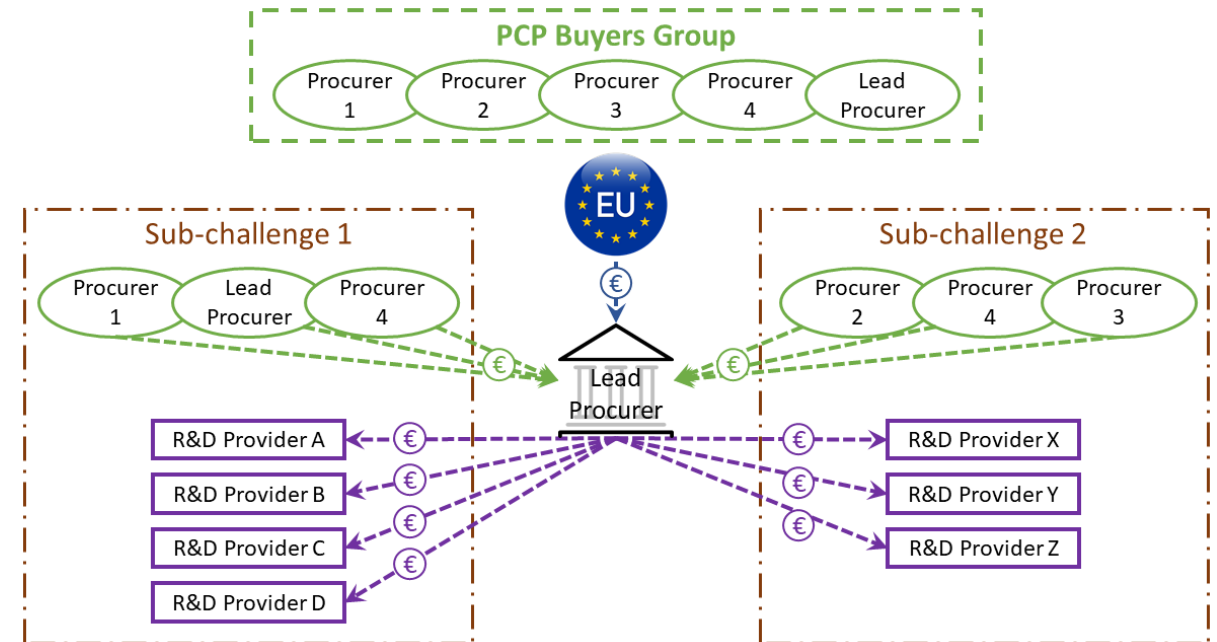 PCP Buyers Group
Procurer
1
Procurer
2
Procurer
3
Procurer
4
Lead
Procurer
EU
Sub-challenge 1
Procurer
1
Lead
Procurer
Procurer
4
€
Sub-challenge 2
Procurer
2
Procurer
4
Procurer
3
€
€
Lead
Procurer
R&D Provider A
R&D Provider B
R&D Provider C
R&D Provider D
€
€
€
€
€
€
€
R&D Provider X
R&D Provider Y
R&D Provider Z